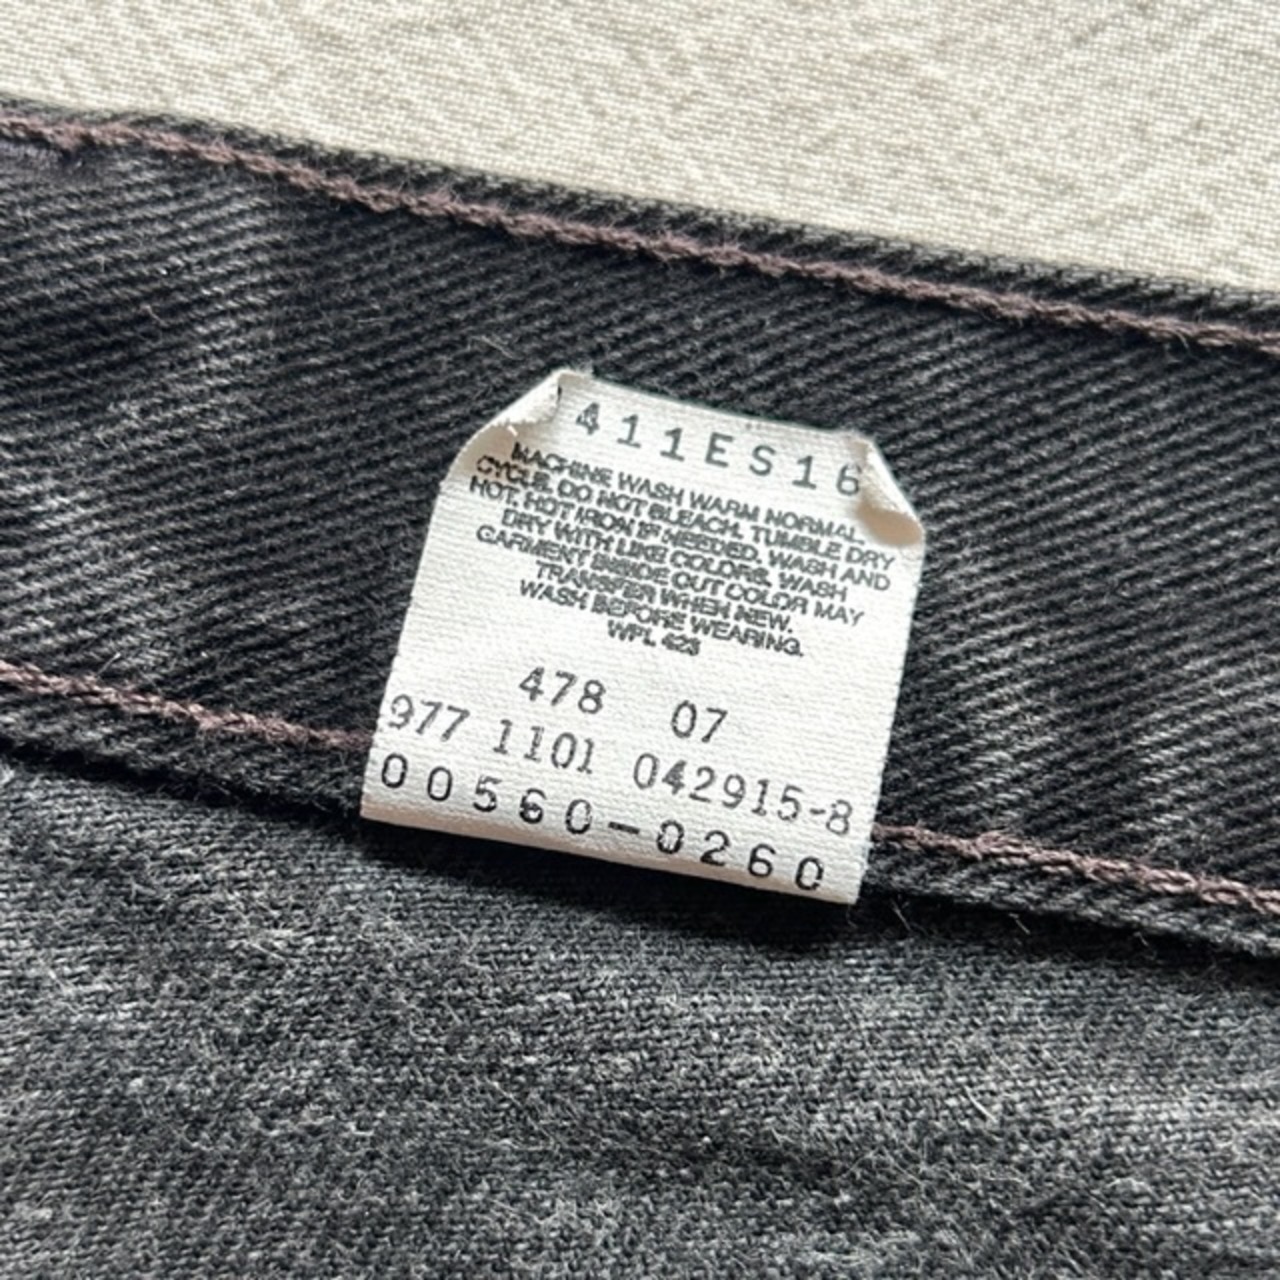 411ES16
MACHINE WASH WARM NORMAL
CYCLE. DO NOT BLEACH. TUMBLE DRY
HOT. HOT IRON IF NEEDED. WASH AND
DRY WITH LIKE COLORS. WASH
GARMENT INSIDE OUT COLOR MAY
TRANSFER WHEN NEW.
WASH BEFORE WEARING.
WPL 423
478 07
977 1101 042915-8
00560-0260